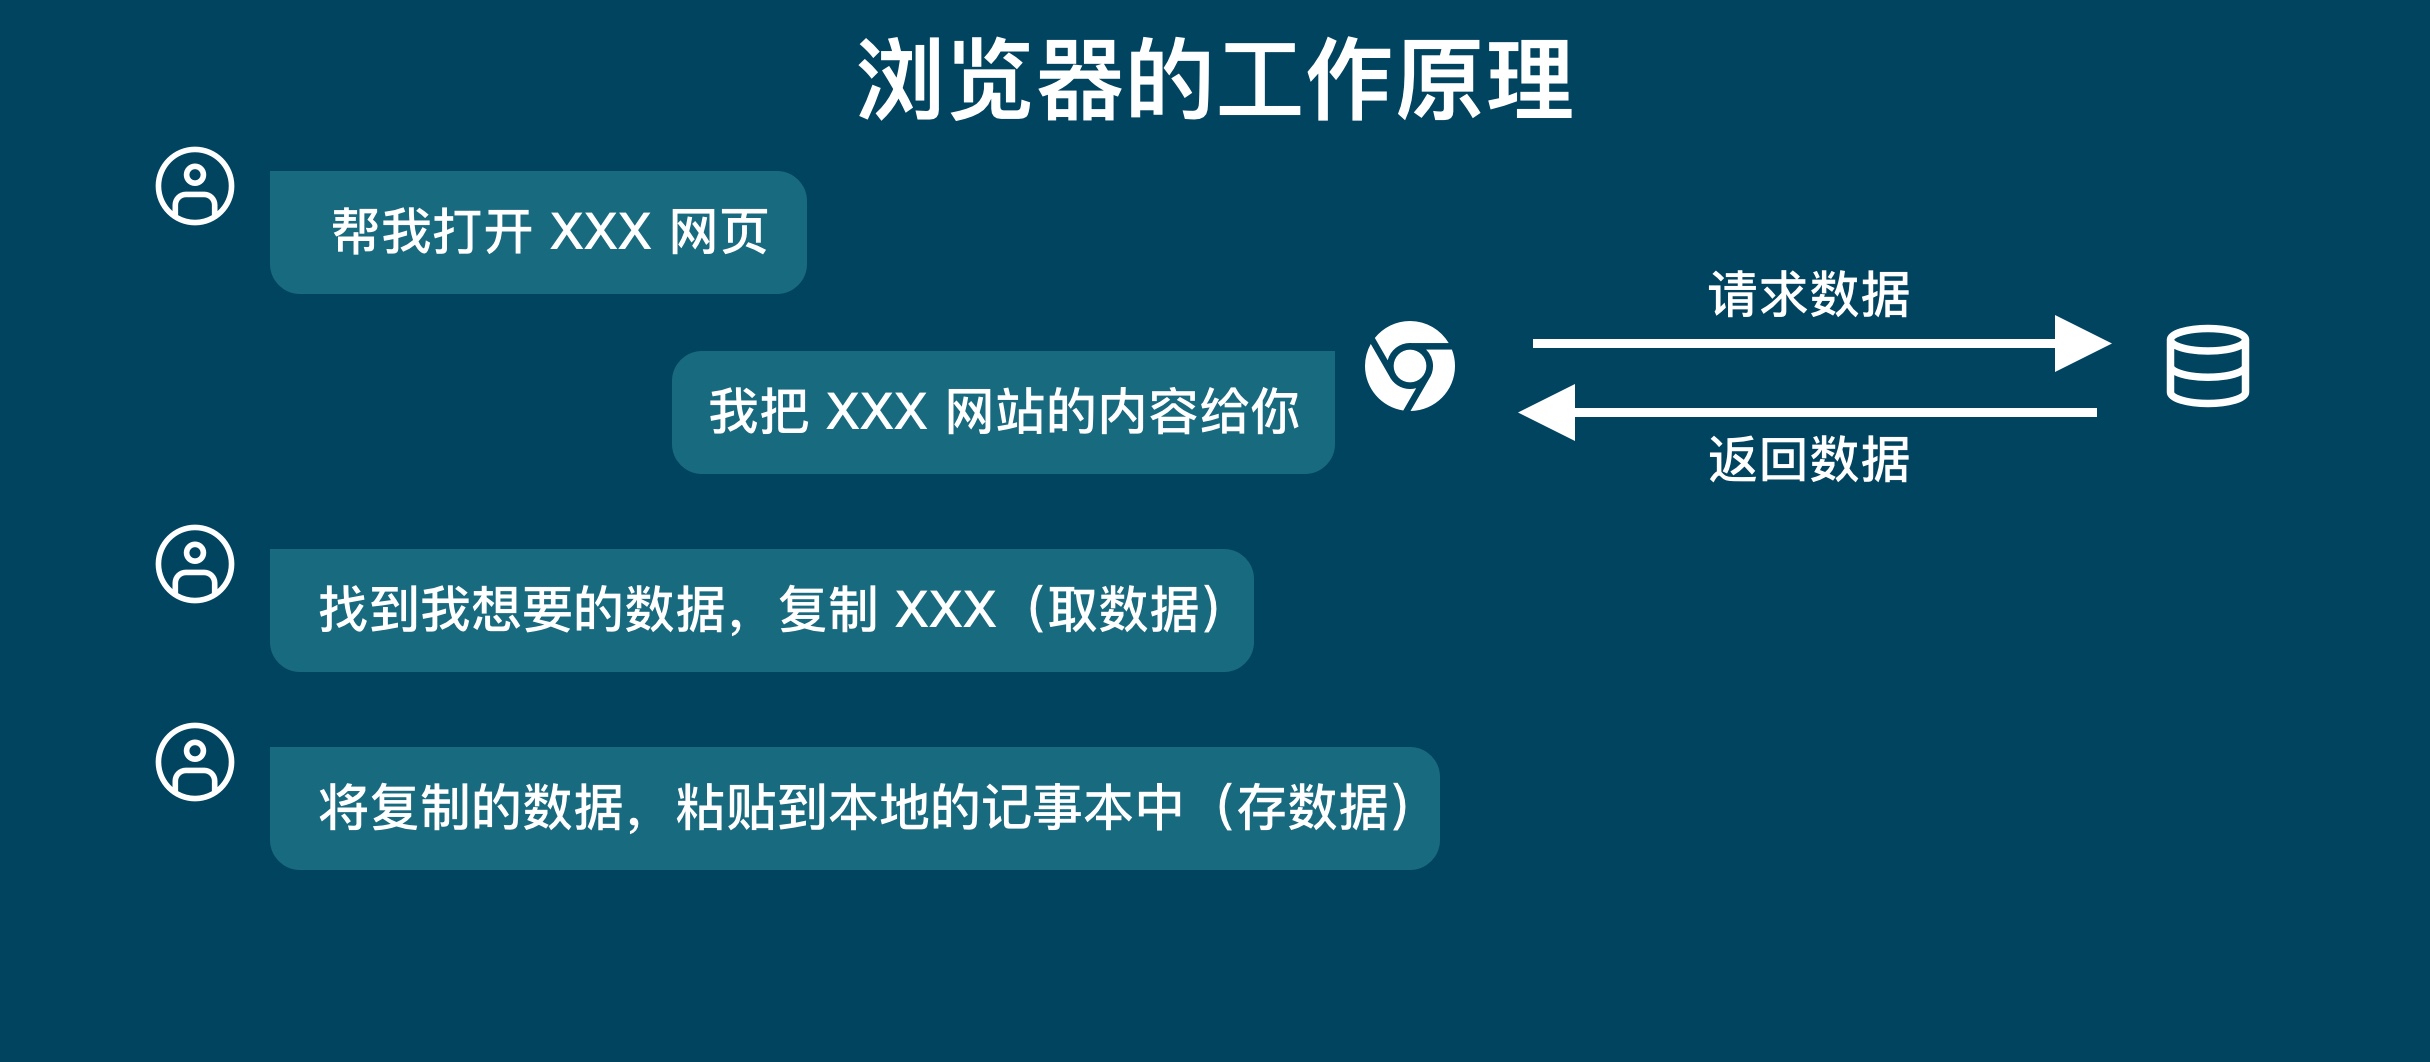 浏览器的工作原理
帮我打开 XXX 网页
请求数据
我把 XXX 网站的内容给你
返回数据
找到我想要的数据，复制 XXX（取数据）
将复制的数据，粘贴到本地的记事本中（存数据）